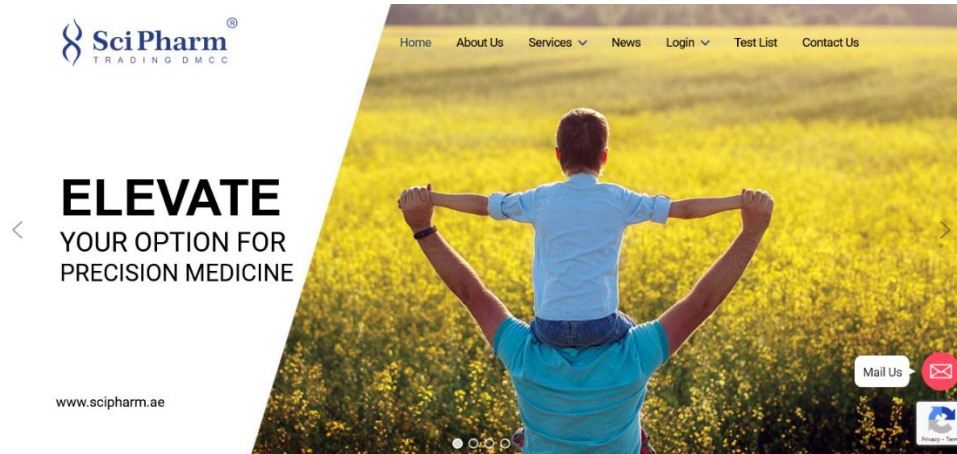 Sci Pharm®
TRADING DMCC
Home About Us Services News Login Test List Contact Us
ELEVATE
YOUR OPTION FOR
PRECISION MEDICINE
Mail Us
www.scipharm.ae
Privacy -